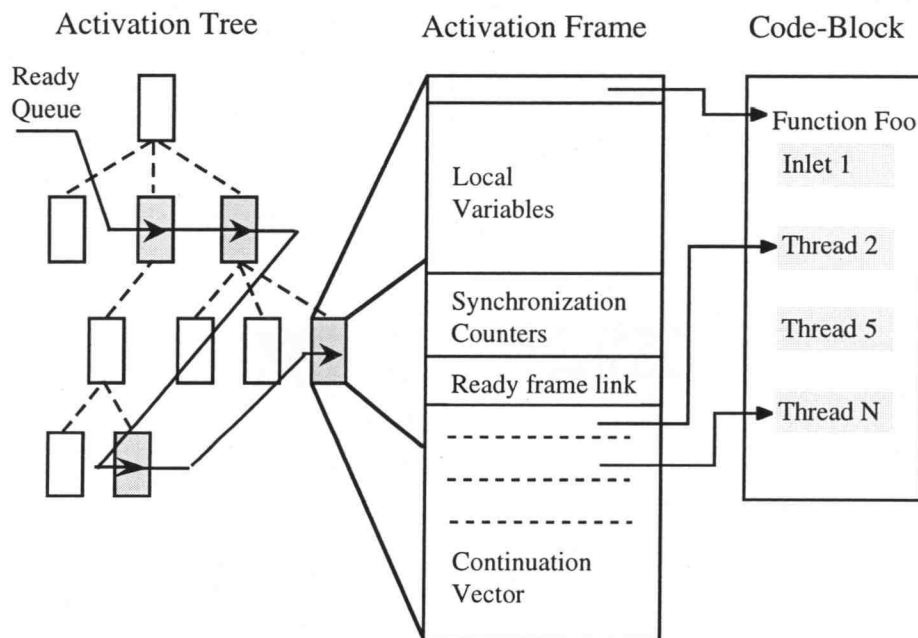 Activation Tree
Activation Frame
Code-Block
Ready
Queue
Function Foo
Inlet 1
Local
Variables
Thread 2
Synchronization
Counters
Thread 5
Ready frame link
Thread N
Continuation
Vector